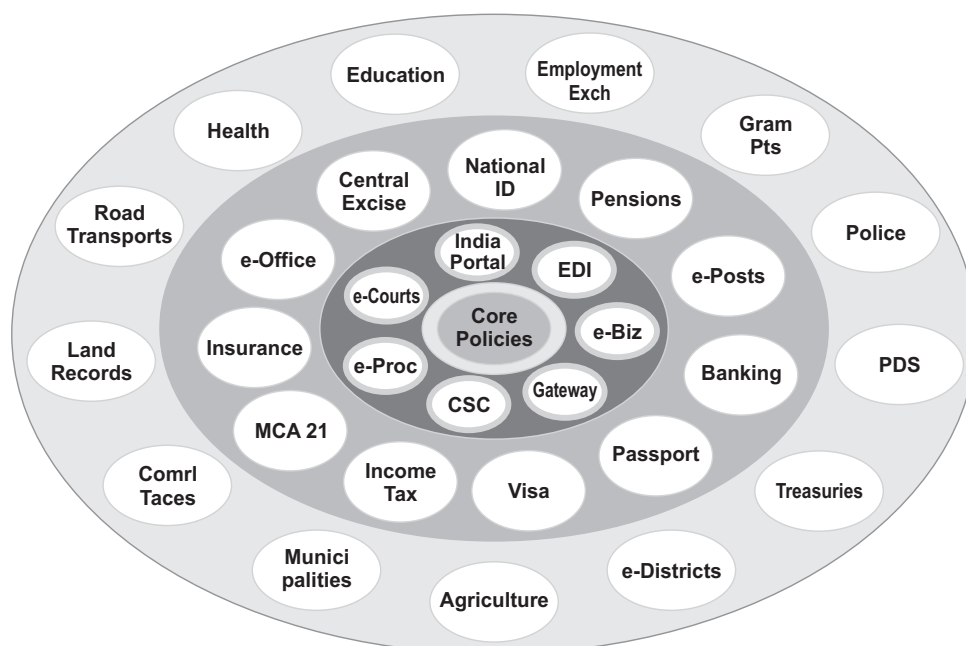 Education
Employment
Exch
Health
Gram
Pts
National
ID
Central
Excise
Pensions
Road
Transports
Police
India
Portal
e-Office
EDI
e-Posts
e-Courts
Core
Policies
e-Biz
Insurance
Land
Records
e-Proc
Banking
PDS
Gateway
CSC
MCA 21
Passport
Comrl
Taces
Income
Tax
Visa
Treasuries
Munici
palities
e-Districts
Agriculture